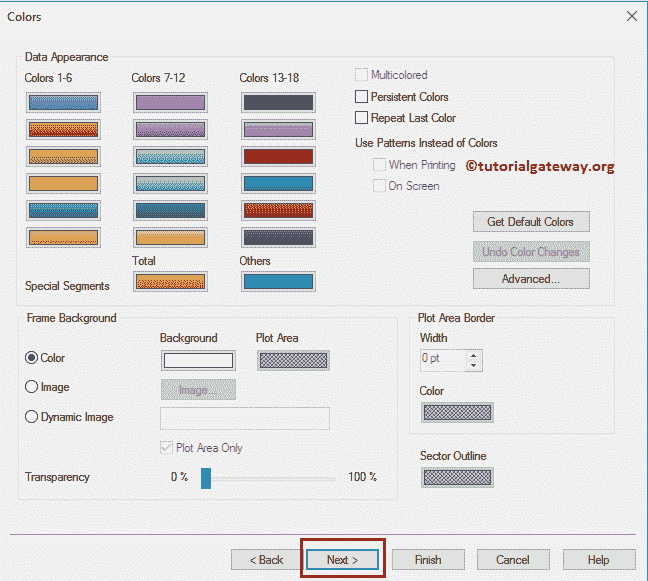 Colors
Data Appearance
Colors 1-6
Colors 7-12
Colors 13-18
Multicolored
Persistent Colors
Repeat Last Color
Use Patterns Instead of Colors
When Printing
©tutorialgateway.org
On Screen
Get Default Colors
Undo Color Changes
Advanced...
Total
Others
Special Segments
Frame Background
Background
Plot Area
Color
Image
Image...
Dynamic Image
Plot Area Only
Transparency
0 %
100 %
Plot Area Border
Width
0 pt
Color
Sector Outline
< Back
Next >
Finish
Cancel
Help